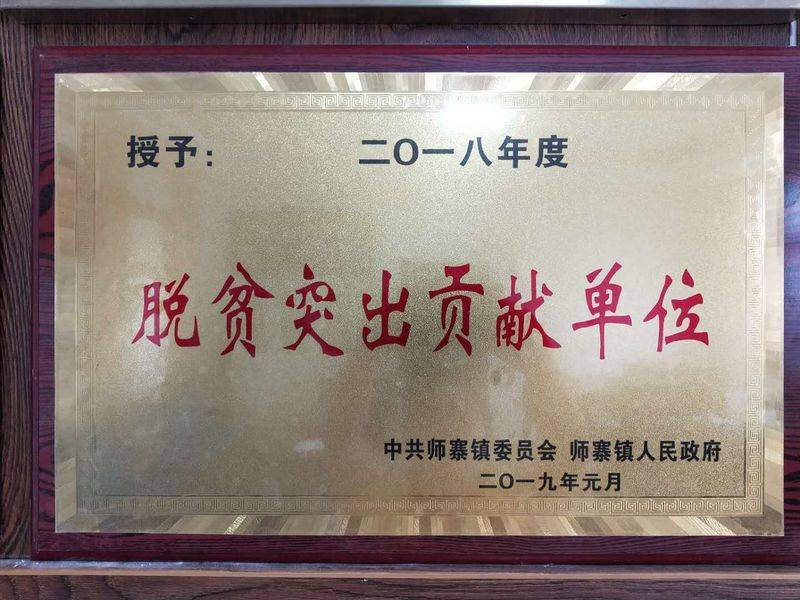 授予： 二〇一八年度
脱贫突出贡献单位
中共师寨镇委员会 师寨镇人民政府
二〇一九年元月